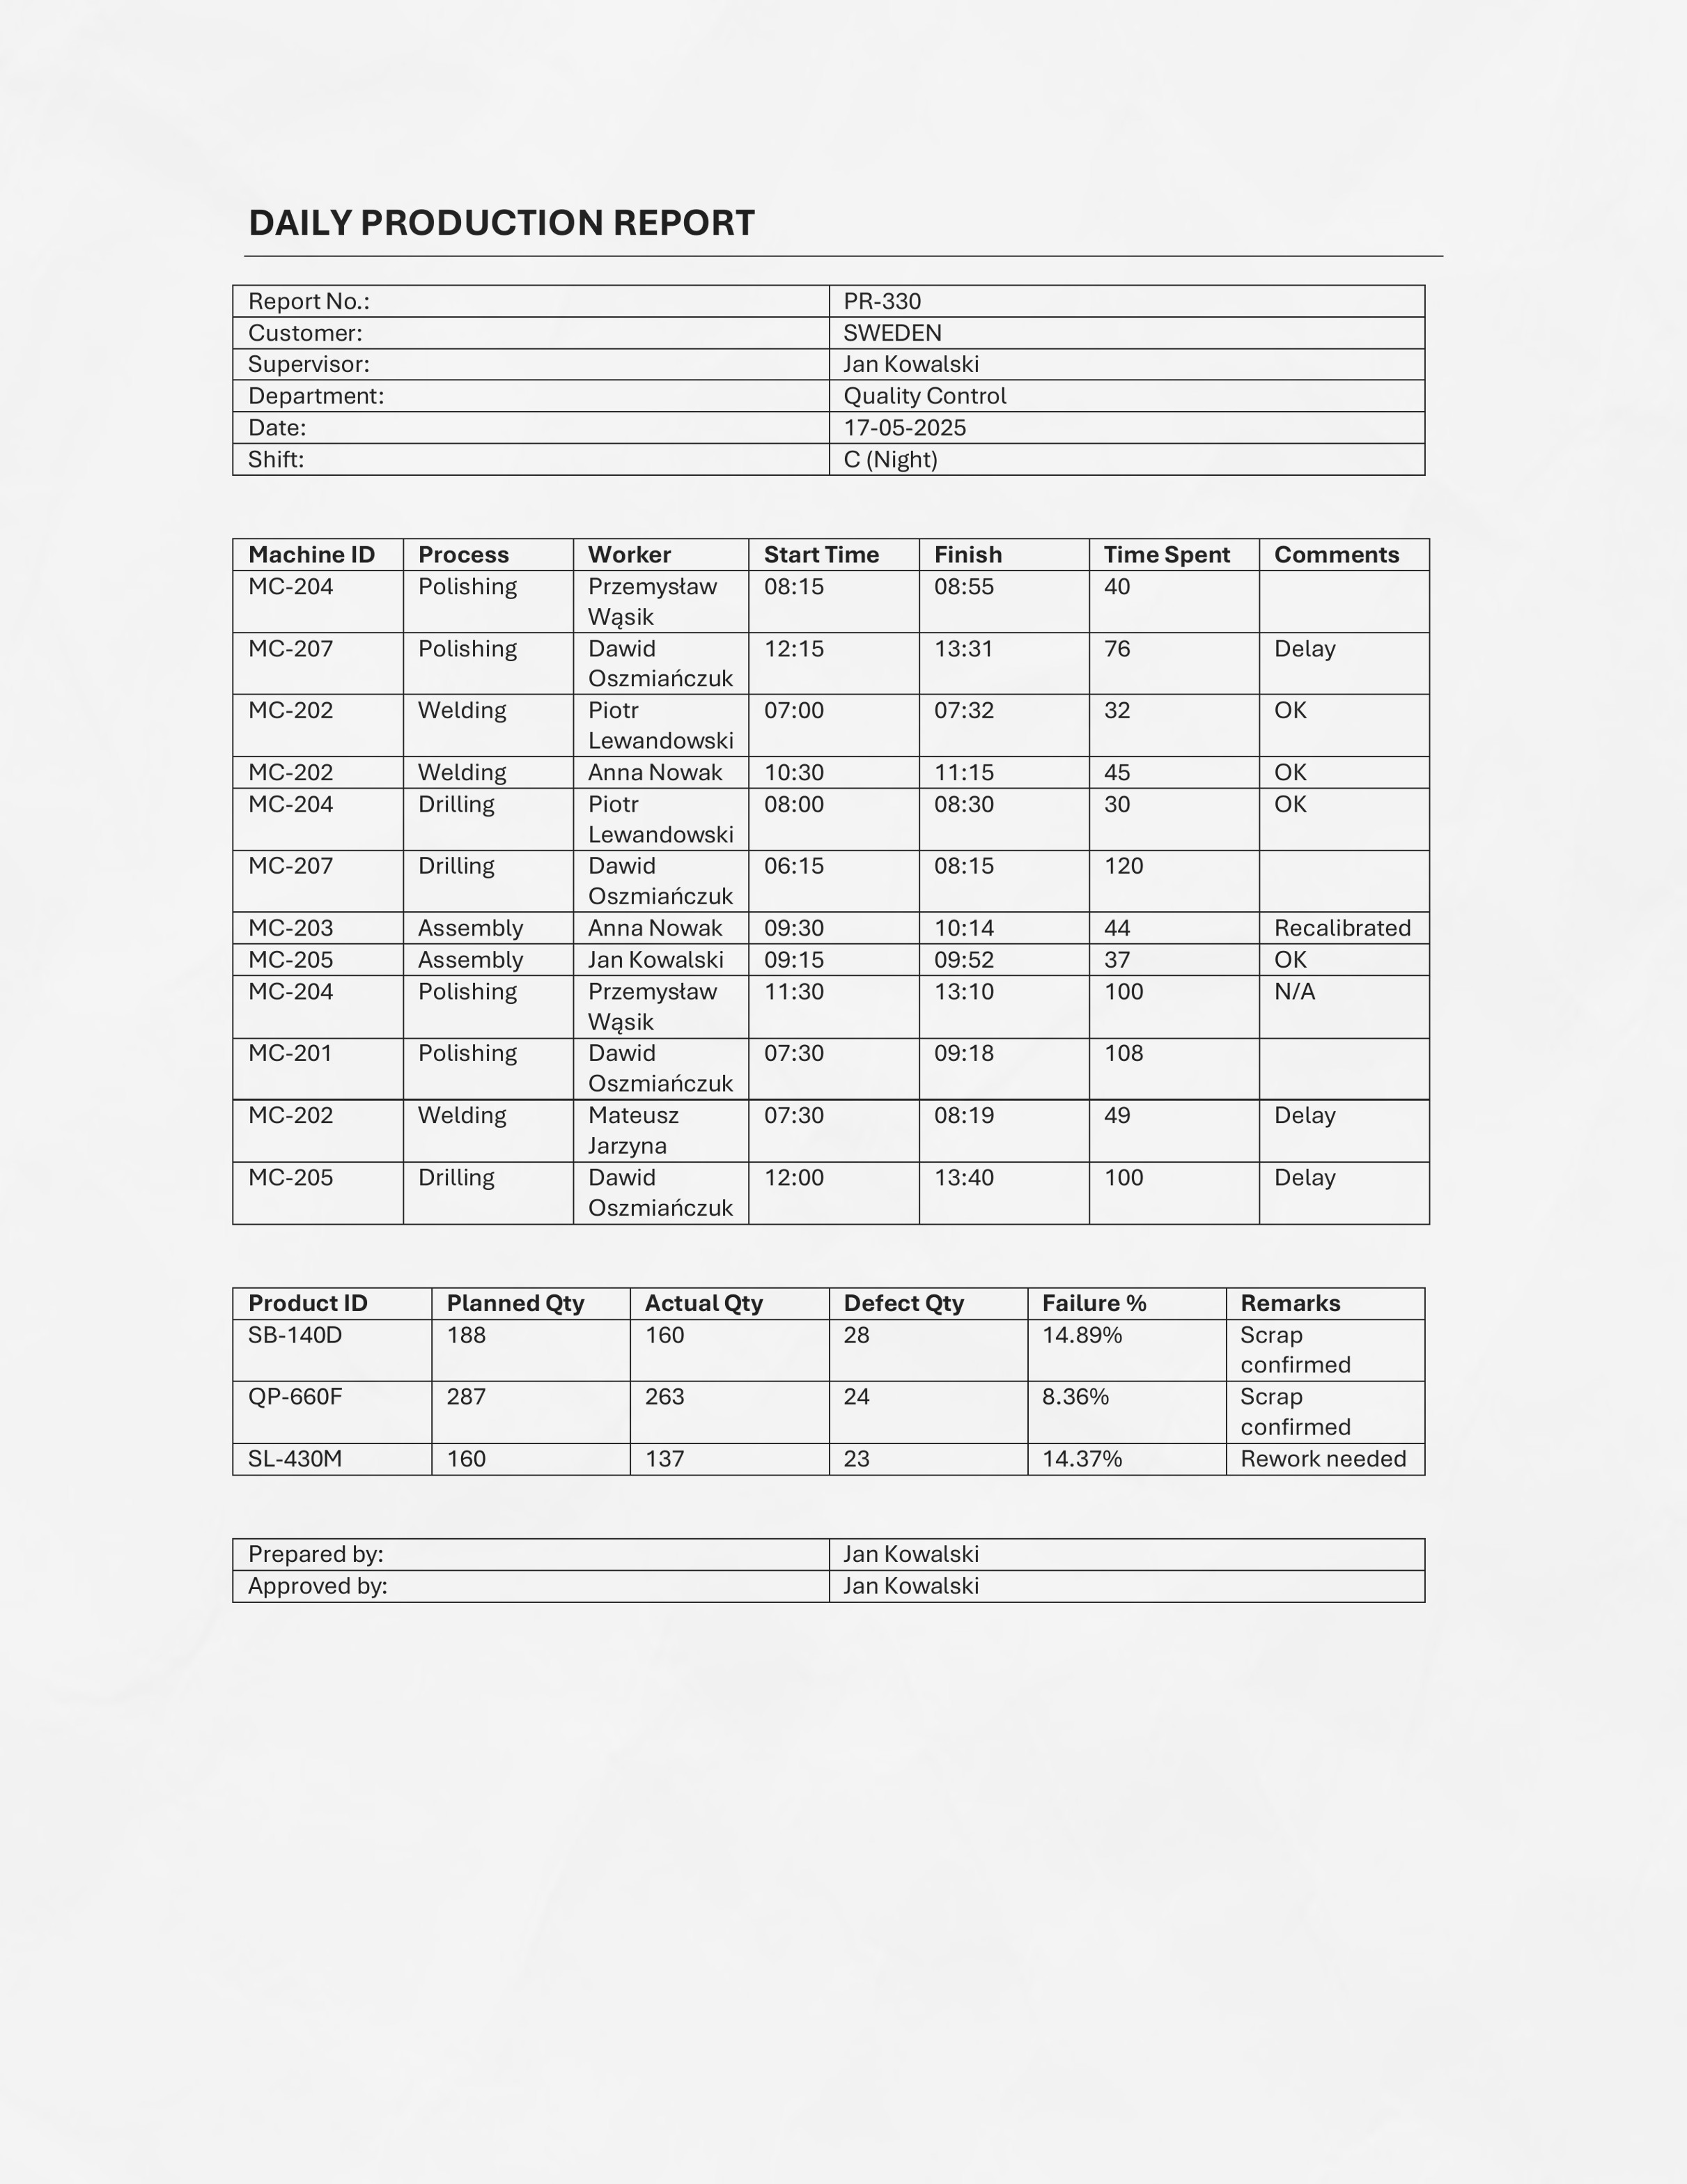 DAILY PRODUCTION REPORT
Report No.: PR-330
Customer: SWEDEN
Supervisor: Jan Kowalski
Department: Quality Control
Date: 17-05-2025
Shift: C (Night)
Machine ID Process Worker Start Time Finish Time Spent Comments
MC-204 Polishing Przemysław 08:15 08:55 40
Wąsik
MC-207 Polishing Dawid 12:15 13:31 76 Delay
Oszmiańczuk
MC-202 Welding Piotr 07:00 07:32 32 OK
Lewandowski
MC-202 Welding Anna Nowak 10:30 11:15 45 OK
MC-204 Drilling Piotr 08:00 08:30 30 OK
Lewandowski
MC-207 Drilling Dawid 06:15 08:15 120
Oszmiańczuk
MC-203 Assembly Anna Nowak 09:30 10:14 44 Recalibrated
MC-205 Assembly Jan Kowalski 09:15 09:52 37 OK
MC-204 Polishing Przemysław 11:30 13:10 100 N/A
Wąsik
MC-201 Polishing Dawid 07:30 09:18 108
Oszmiańczuk
MC-202 Welding Mateusz 07:30 08:19 49 Delay
Jarzyna
MC-205 Drilling Dawid 12:00 13:40 100 Delay
Oszmiańczuk
Product ID Planned Qty Actual Qty Defect Qty Failure % Remarks
SB-140D 188 160 28 14.89% Scrap
confirmed
QP-660F 287 263 24 8.36% Scrap
confirmed
SL-430M 160 137 23 14.37% Rework needed
Prepared by: Jan Kowalski
Approved by: Jan Kowalski